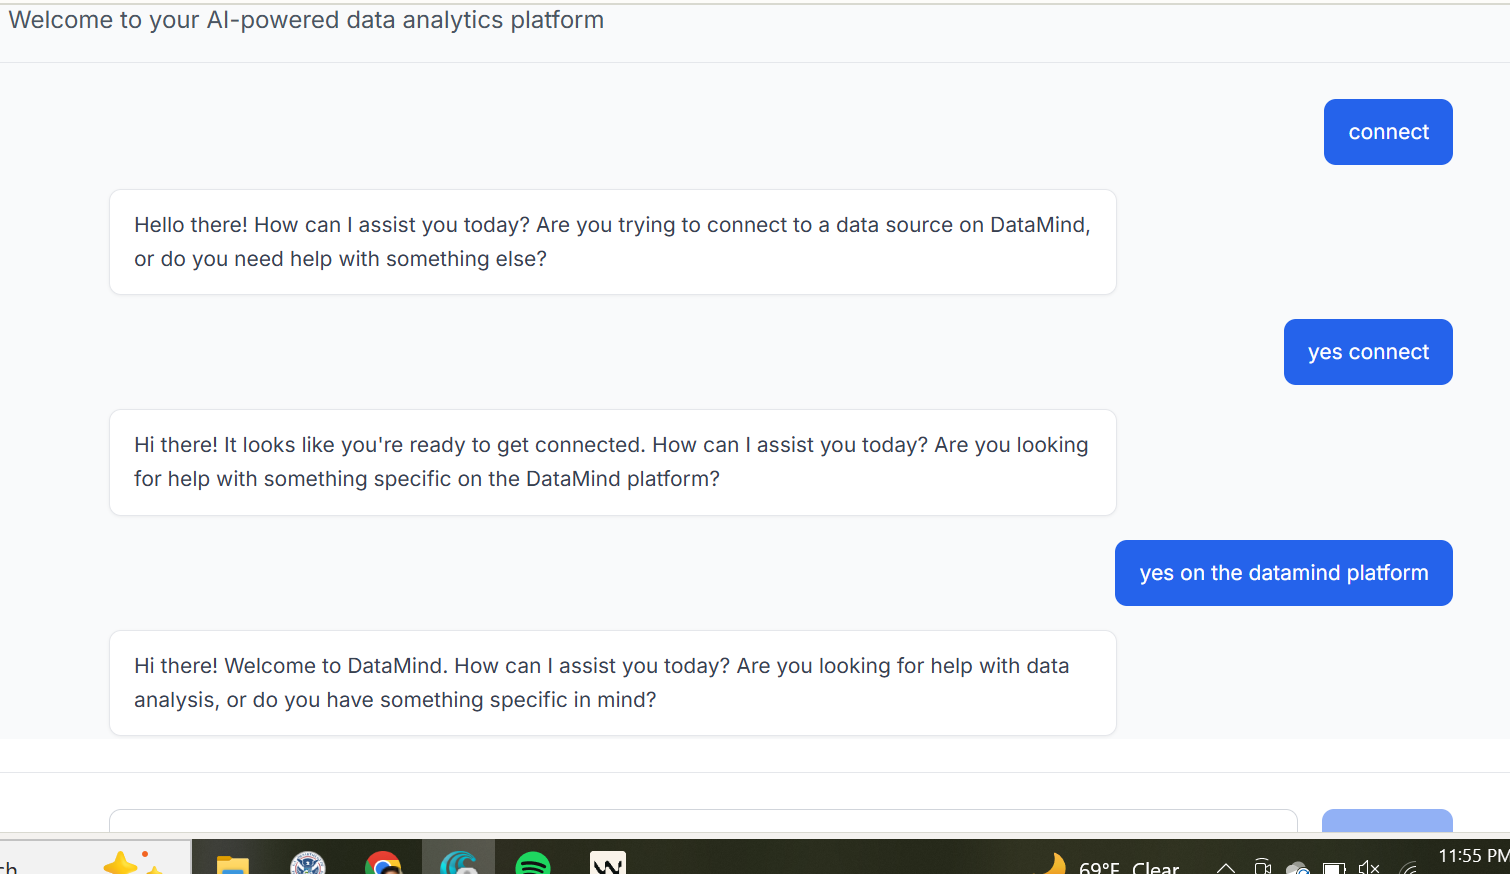 Welcome to your AI-powered data analytics platform
connect
Hello there! How can I assist you today? Are you trying to connect to a data source on DataMind,
or do you need help with something else?
yes connect
Hi there! It looks like you're ready to get connected. How can I assist you today? Are you looking
for help with something specific on the DataMind platform?
yes on the datamind platform
Hi there! Welcome to DataMind. How can I assist you today? Are you looking for help with data
analysis, or do you have something specific in mind?
69°F Clear
11:55 PM